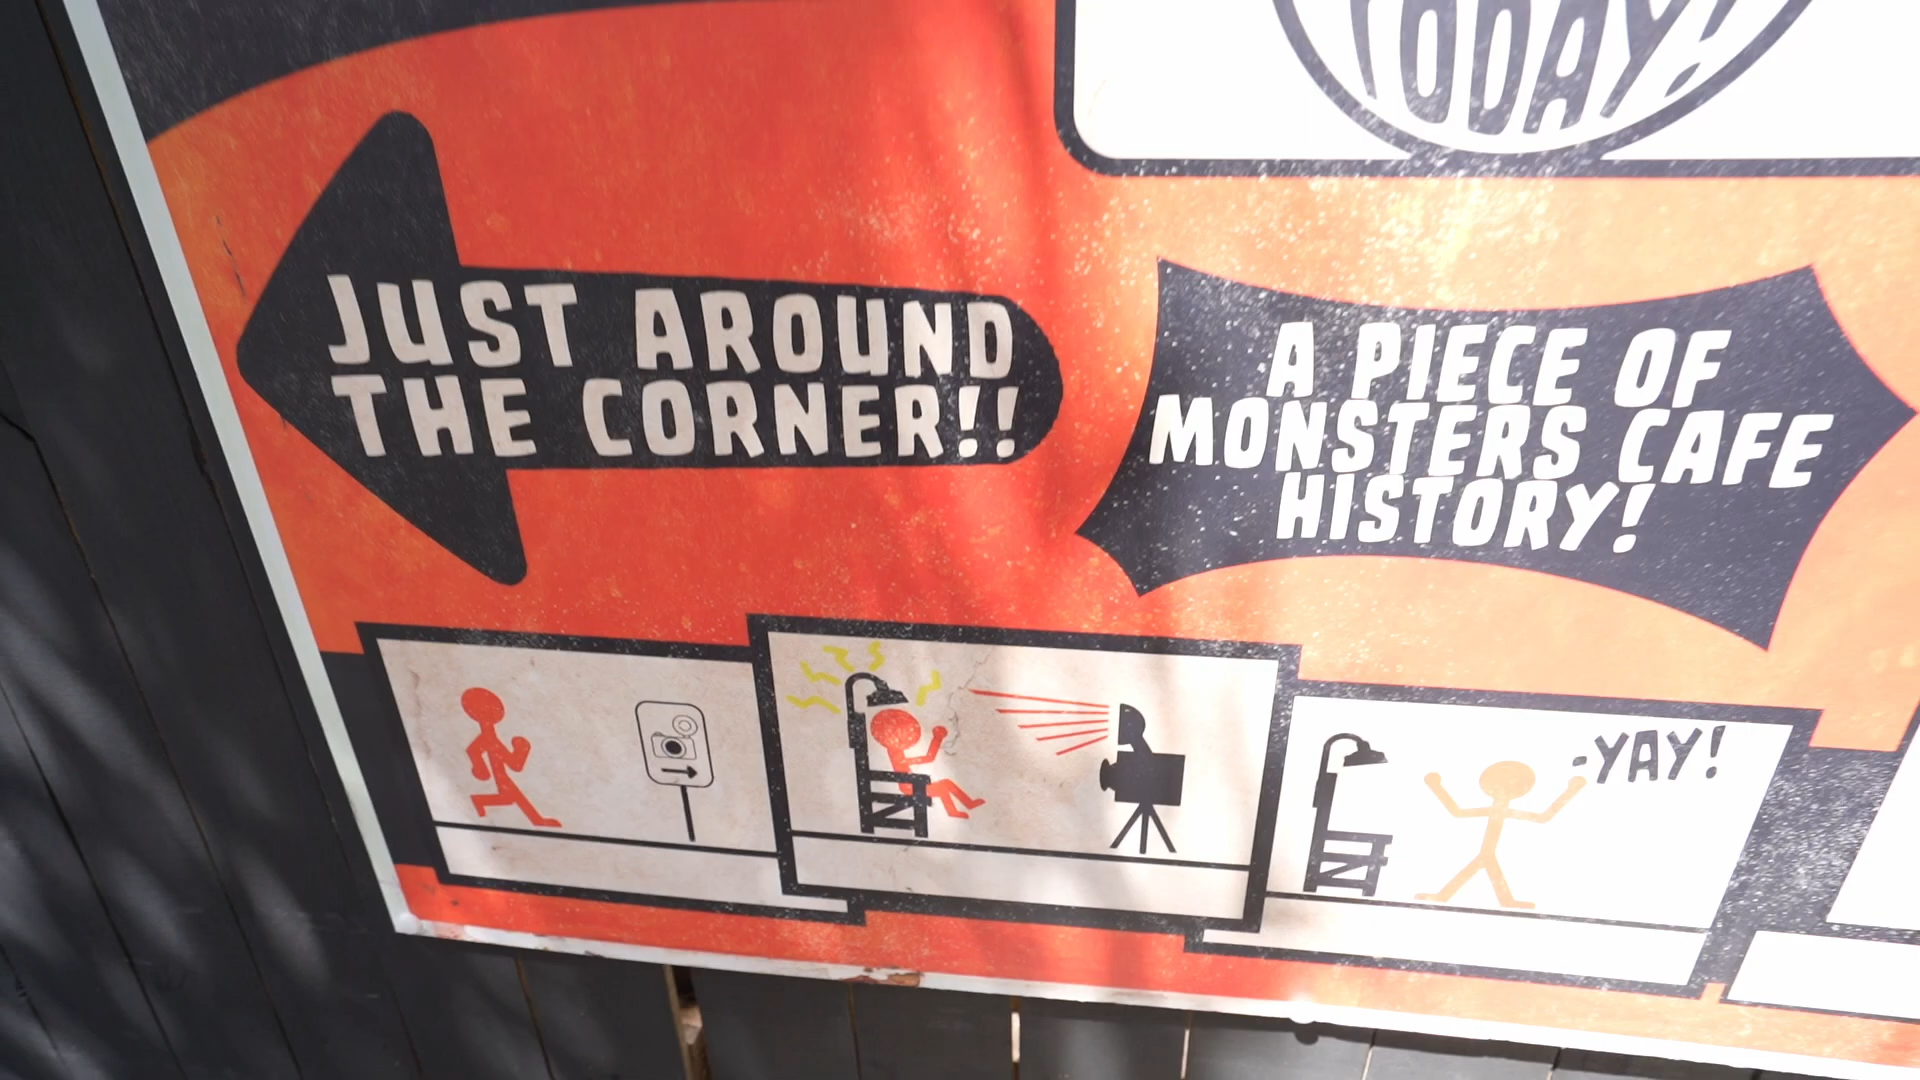 TODAY!
JUST AROUND
THE CORNER!!
A PIECE OF
MONSTERS CAFE
HISTORY!
YAY!